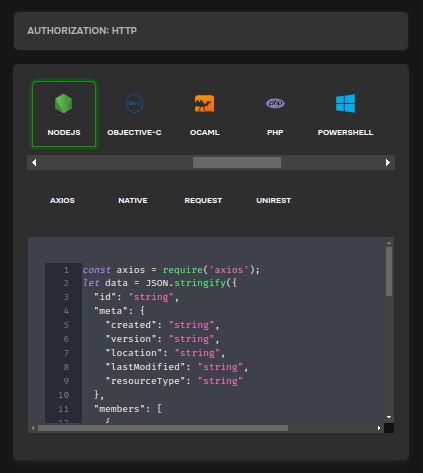 AUTHORIZATION: HTTP
NODEJS OBJECTIVE-C OCAML PHP POWERSHELL
AXIOS NATIVE REQUEST UNIREST
1 const axios = require('axios');
2 let data = JSON.stringify({
3 "id": "string",
4 "meta": {
5 "created": "string",
6 "version": "string",
7 "location": "string",
8 "lastModified": "string",
9 "resourceType": "string"
10 },
11 "members": [
12 {